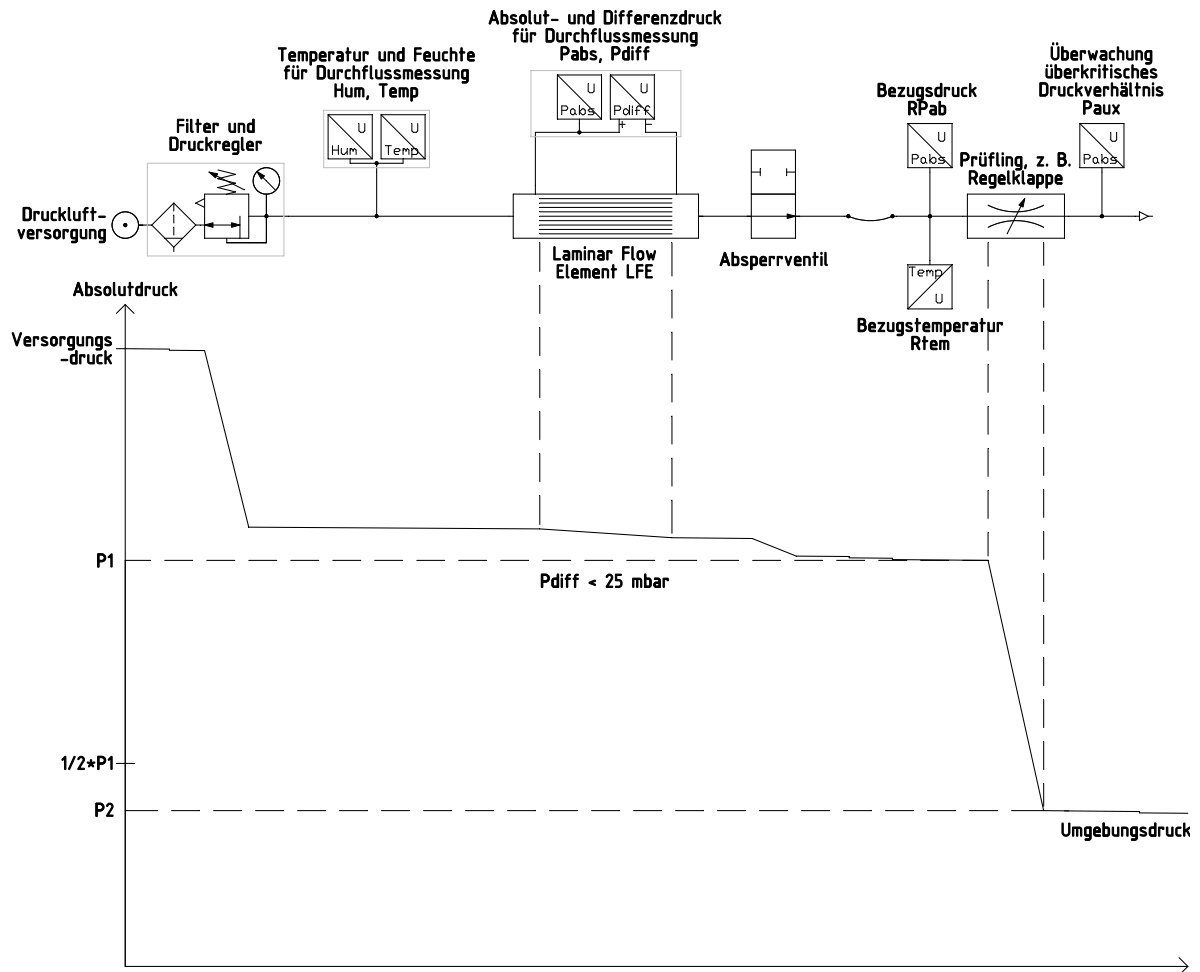 Absolut- und Differenzdruck
für Durchflussmessung
Pabs, Pdiff
Temperatur und Feuchte
für Durchflussmessung
Hum, Temp
Überwachung
überkritisches
Druckverhältnis
Paux
Bezugsdruck
RPab
Filter und
Druckregler
U
Hum
U
Temp
U
Pabs
U
Pdiff
+
-
U
Pabs
U
Pabs
Prüfling, z. B.
Regelklappe
Druckluft-
versorgung
Laminar Flow
Element LFE
Absperrventil
Temp
U
Bezugstemperatur
Rtem
Absolutdruck
Versorgungs
-druck
P1
Pdiff < 25 mbar
1/2*P1
P2
Umgebungsdruck